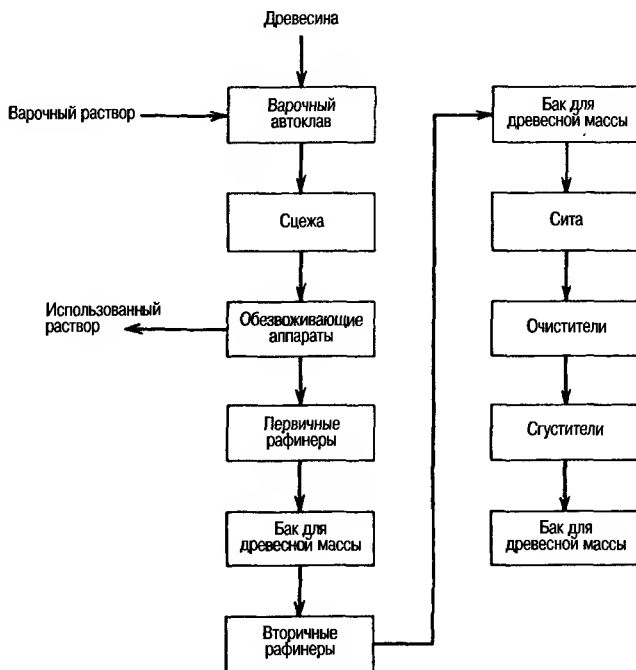 Древесина
Варочный раствор
Варочный
автоклав
Сцежа
Использованный
раствор
Обезвоживающие
аппараты
Первичные
рафинеры
Бак для
древесной массы
Вторичные
рафинеры
Бак для
древесной массы
Сита
Очистители
Сгустители
Бак для
древесной массы